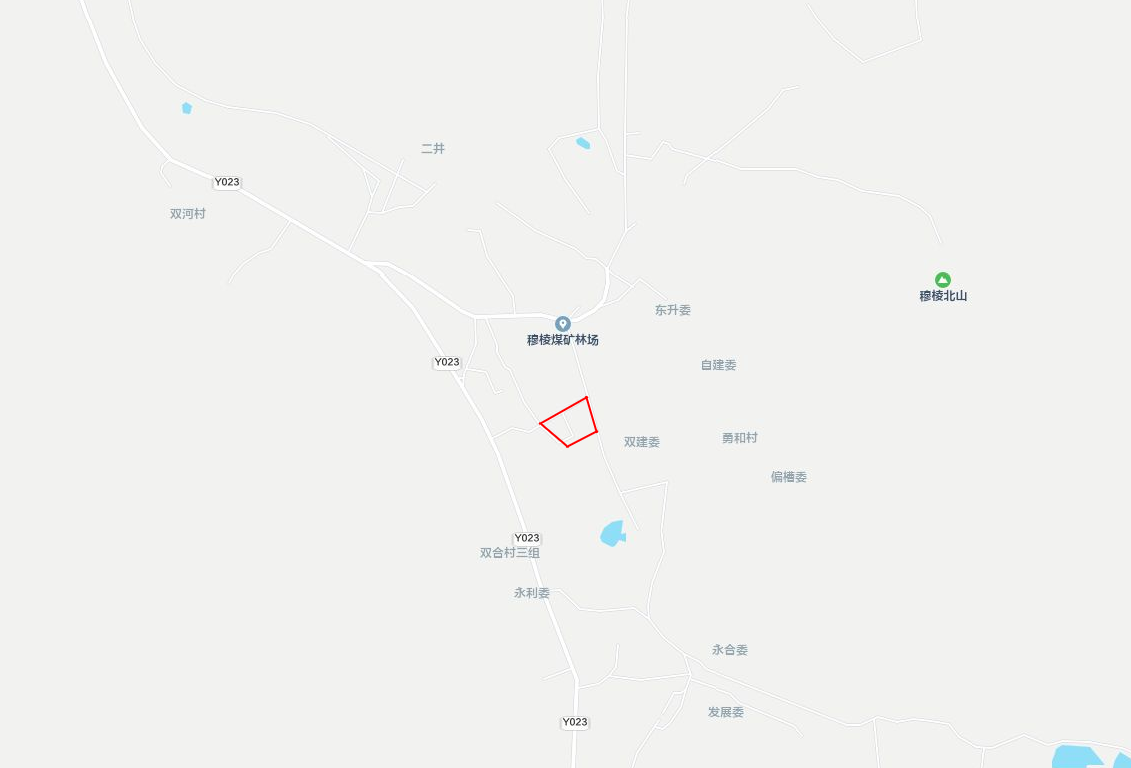 二井
Y023
双河村
穆棱北山
东升委
穆棱煤矿林场
Y023
自建委
双建委
勇和村
偏槽委
Y023
双合村三组
永利委
永合委
发展委
Y023